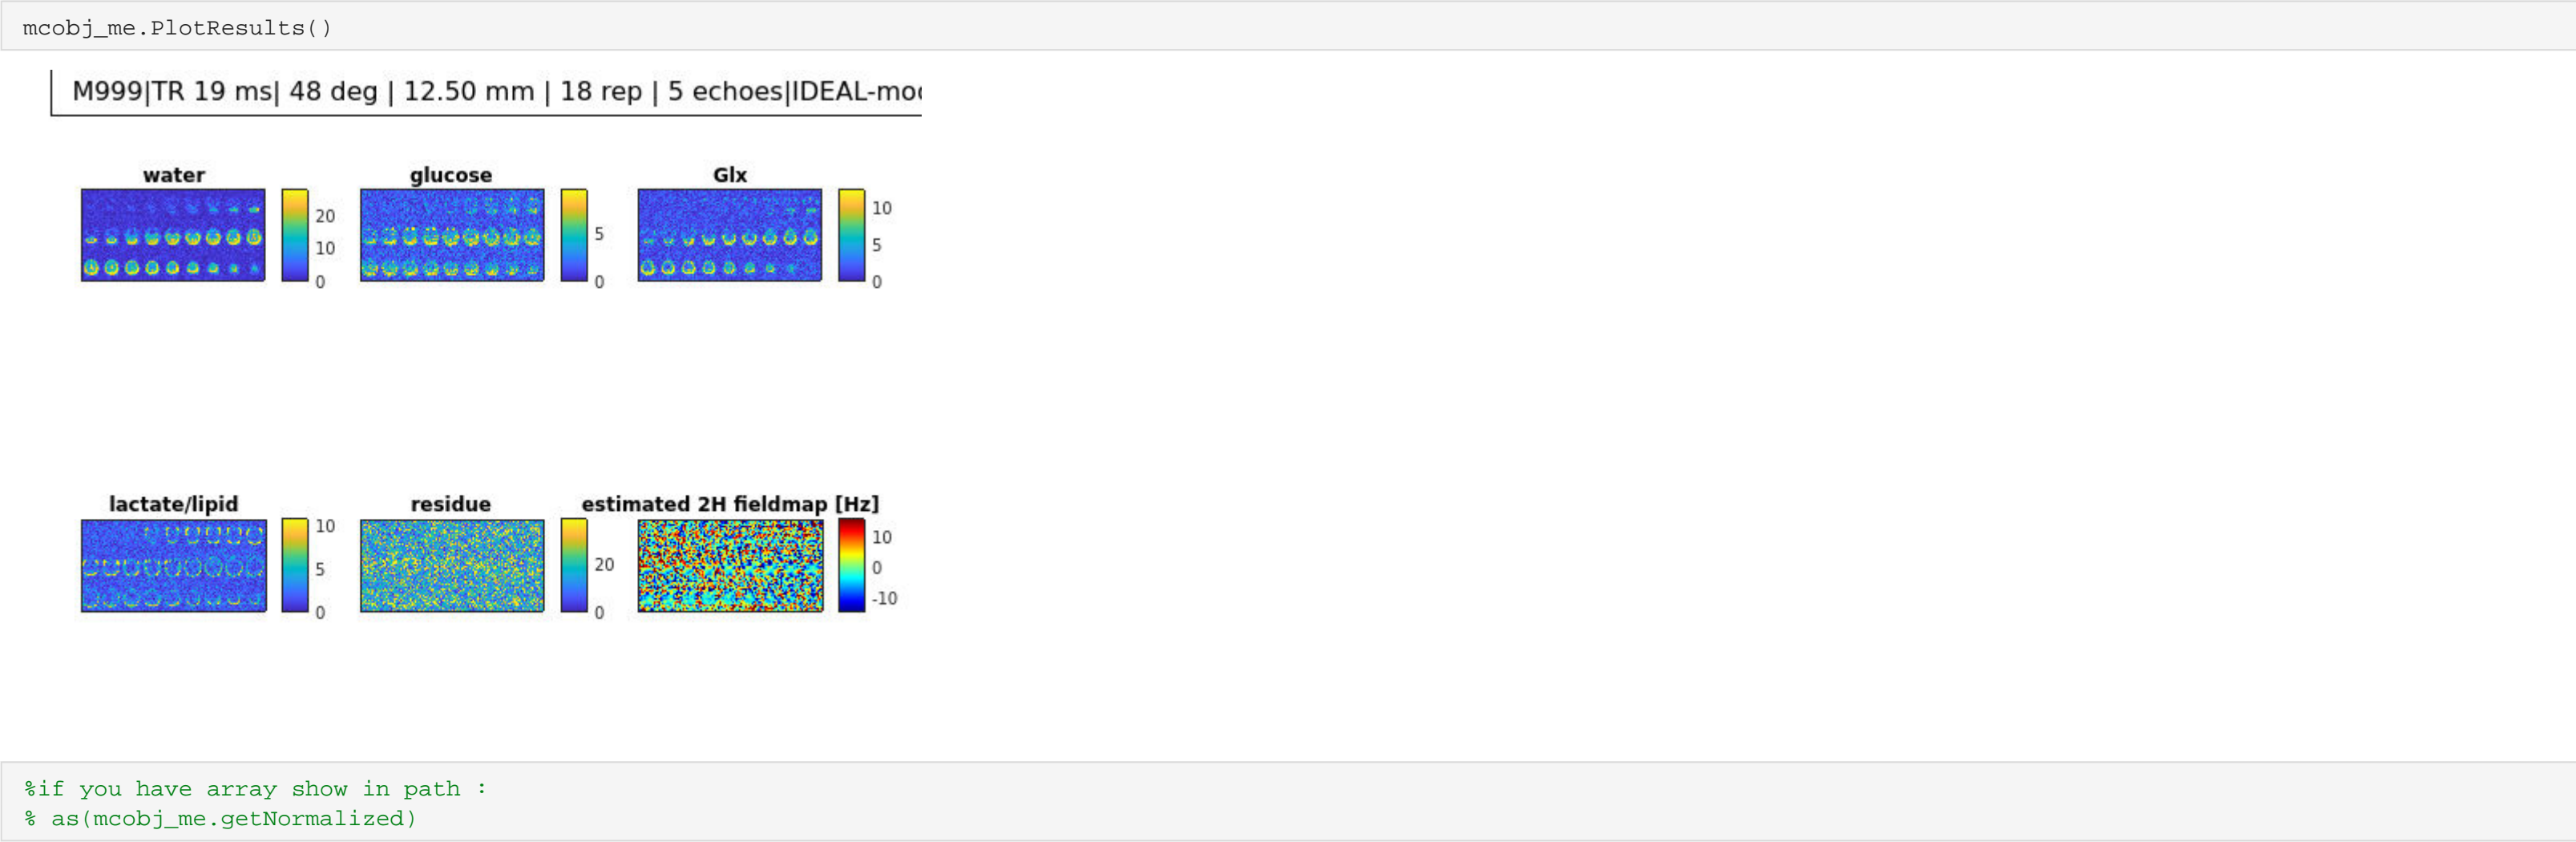 mcobj_me.PlotResults()
M999|TR 19 ms| 48 deg | 12.50 mm | 18 rep | 5 echoes|IDEAL-mo
water glucose Glx
20
10
0
5
0
10
5
0
lactate/lipid residue estimated 2H fieldmap [Hz]
10
5
0
20
0
10
0
-10
%if you have array show in path :
% as(mcobj_me.getNormalized)